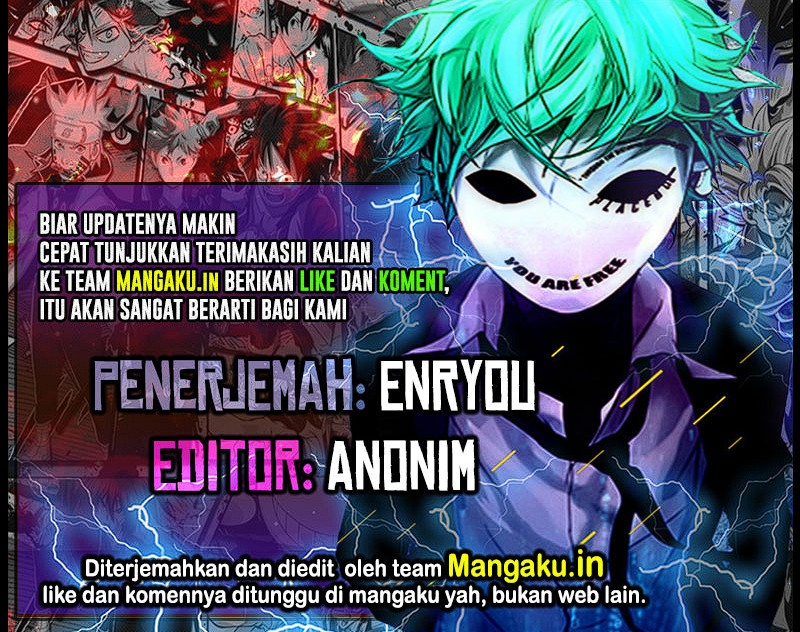 BIAR UPDATENYA MAKIN
CEPAT TUNJUKKAN TERIMAKASIH KALIAN
KE TEAM MANGAKU.IN BERIKAN LIKE DAN KOMENT,
ITU AKAN SANGAT BERARTI BAGI KAMI
PLACEBOE
YOU ARE FREE
PENERJEMAH: ENRYOU
EDITOR: ANONIM
Diterjemahkan dan diedit oleh team Mangaku.in
like dan komennya ditunggu di mangaku yah, bukan web lain.